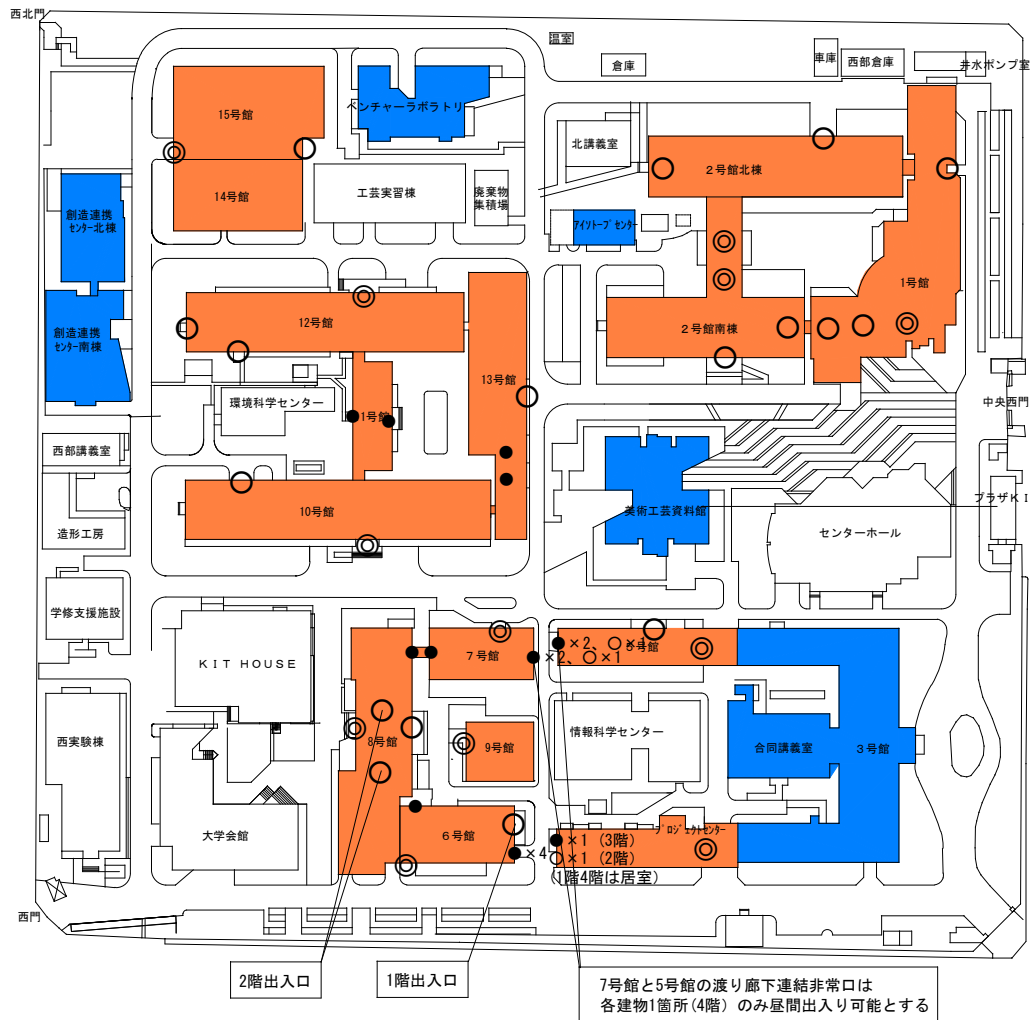 西北門
温室
倉庫
車庫
西部倉庫
井水ポンプ室
15号館
ベンチャーラボラトリ
北講義室
2号館北棟
14号館
工芸実習棟
廃棄物
集積場
創造連携
センター北棟
アイソトープセンター
1号館
12号館
2号館南棟
創造連携
センター南棟
13号館
環境科学センター
1号館
中央西門
西部講義室
プラザKI
10号館
美術工芸資料館
センターホール
造形工房
学修支援施設
×2、○×1
号館
7号館
×2、○×1
KIT HOUSE
西実験棟
8号館
9号館
情報科学センター
合同講義室
3号館
大学会館
6号館
プロジェクトセンター
×1 (3階)
×4
○×1 (2階)
(1階4階は居室)
西門
2階出入口
1階出入口
7号館と5号館の渡り廊下連結非常口は
各建物1箇所(4階) のみ昼間出入り可能とする